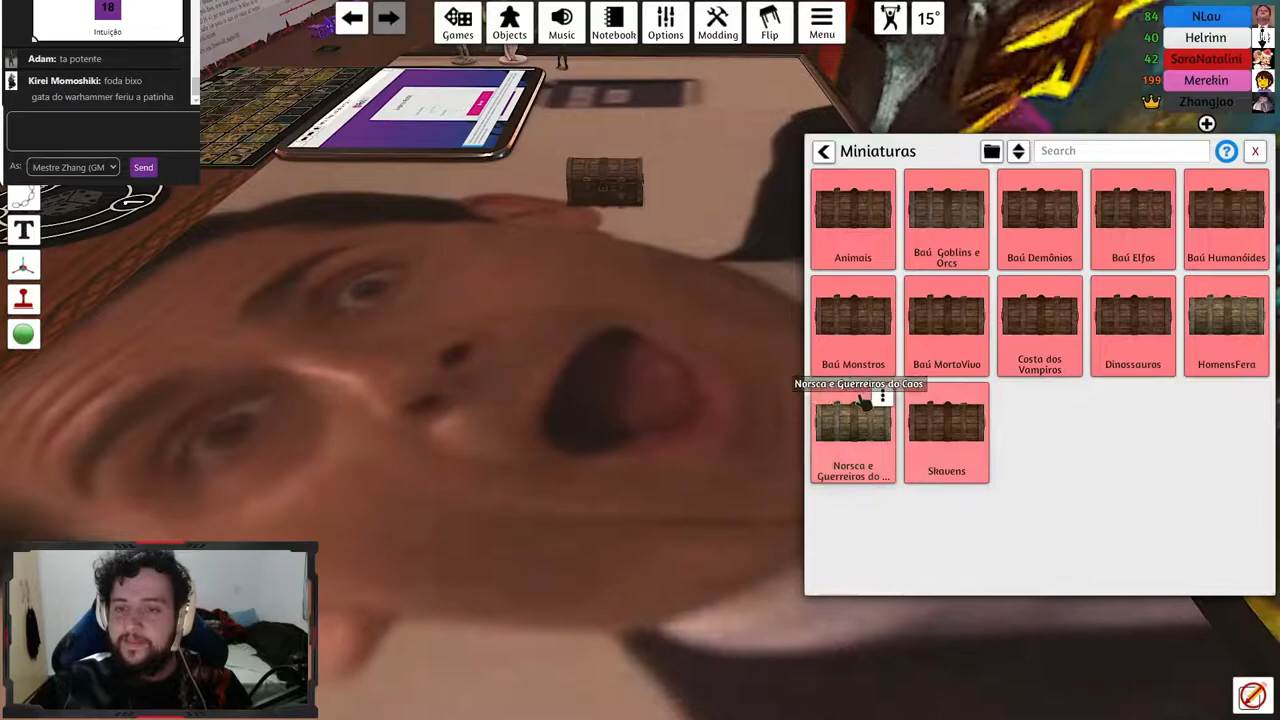 18
Intuição
Adam: ta potente
Kirei Momoshiki: foda bixo
gata do warhammer feriu a patinha
As:
Mestre Zhang (GM
Send
Games
Objects
Music
Notebook
Options
Modding
Flip
Menu
15°
84 NLav
40 Helrinn
42 SoraNatalini
199 Merekin
ZhangJao
Miniaturas
Search
?
X
Animais
Baú Goblins e
Orcs
Baú Demônios
Baú Elfos
Baú Humanóides
Baú Monstros
Baú MortoVivo
Costa dos
Vampiros
Dinossauros
HomensFera
Norsca e Guerreiros do Caos
Norsca e
Guerreiros do ...
Skavens
T